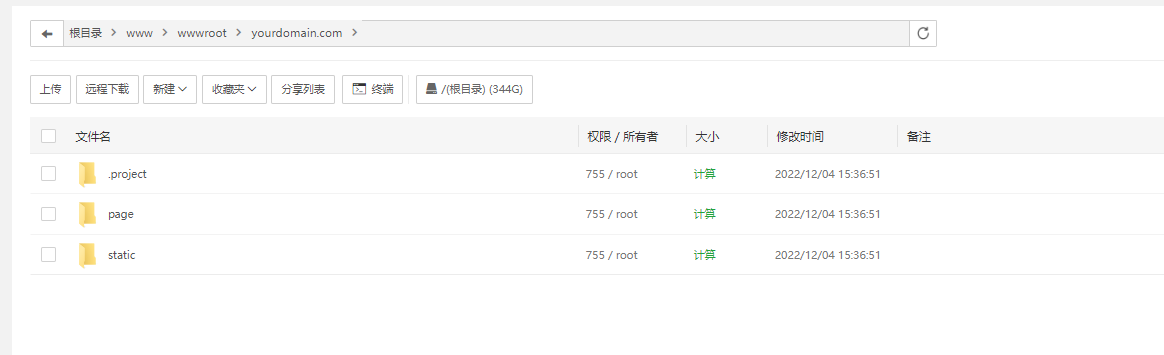 根目录 > www > wwwroot > yourdomain.com >
上传 远程下载 新建 收藏夹 分享列表 终端 /(根目录) (344G)
文件名 权限 / 所有者 大小 修改时间 备注
.project 755 / root 计算 2022/12/04 15:36:51
page 755 / root 计算 2022/12/04 15:36:51
static 755 / root 计算 2022/12/04 15:36:51